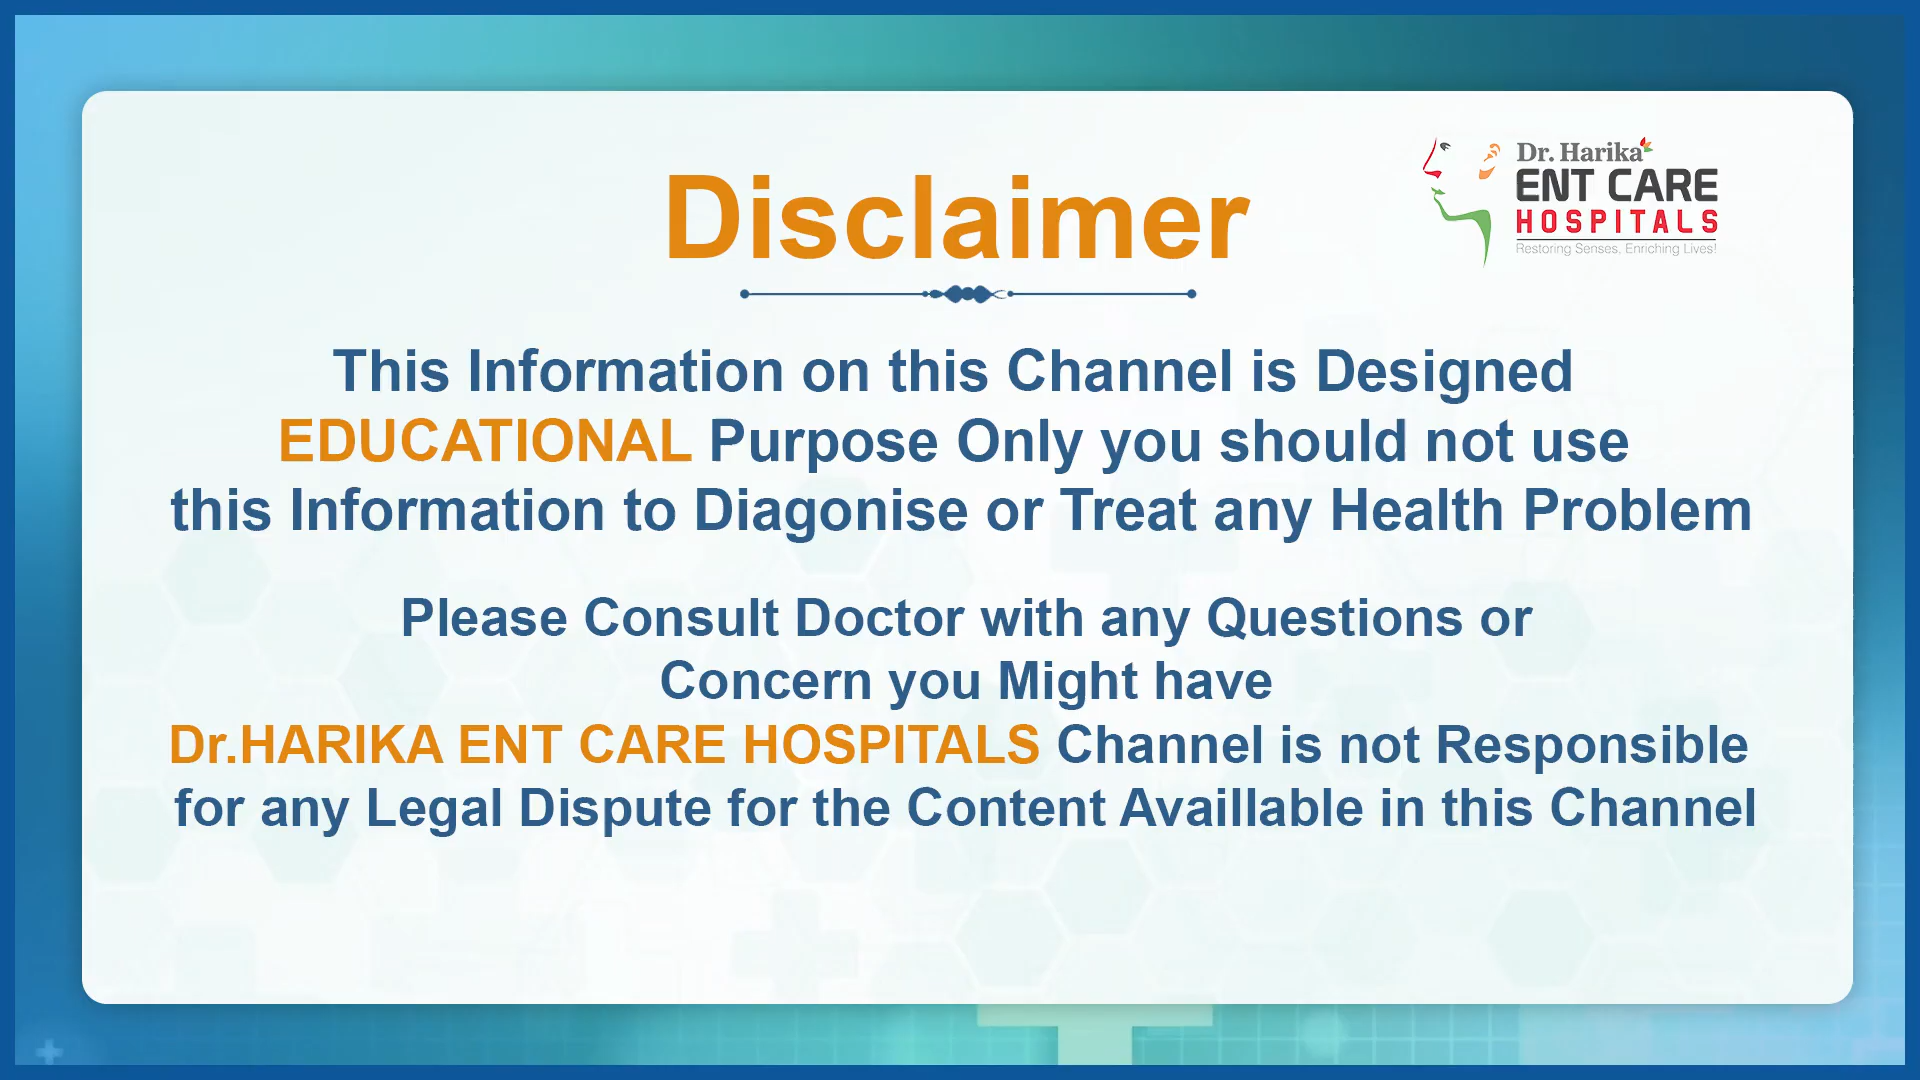 Disclaimer
Dr. Harika
ENT CARE
HOSPITALS
Restoring Senses, Enriching Lives!
This Information on this Channel is Designed
EDUCATIONAL Purpose Only you should not use
this Information to Diagonise or Treat any Health Problem
Please Consult Doctor with any Questions or
Concern you Might have
Dr.HARIKA ENT CARE HOSPITALS Channel is not Responsible
for any Legal Dispute for the Content Availlable in this Channel